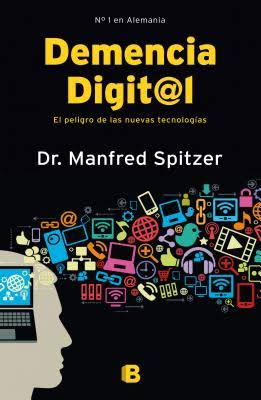 Nº 1 en Alemania
Demencia
Digit@l
El peligro de las nuevas tecnologías
Dr. Manfred Spitzer
B